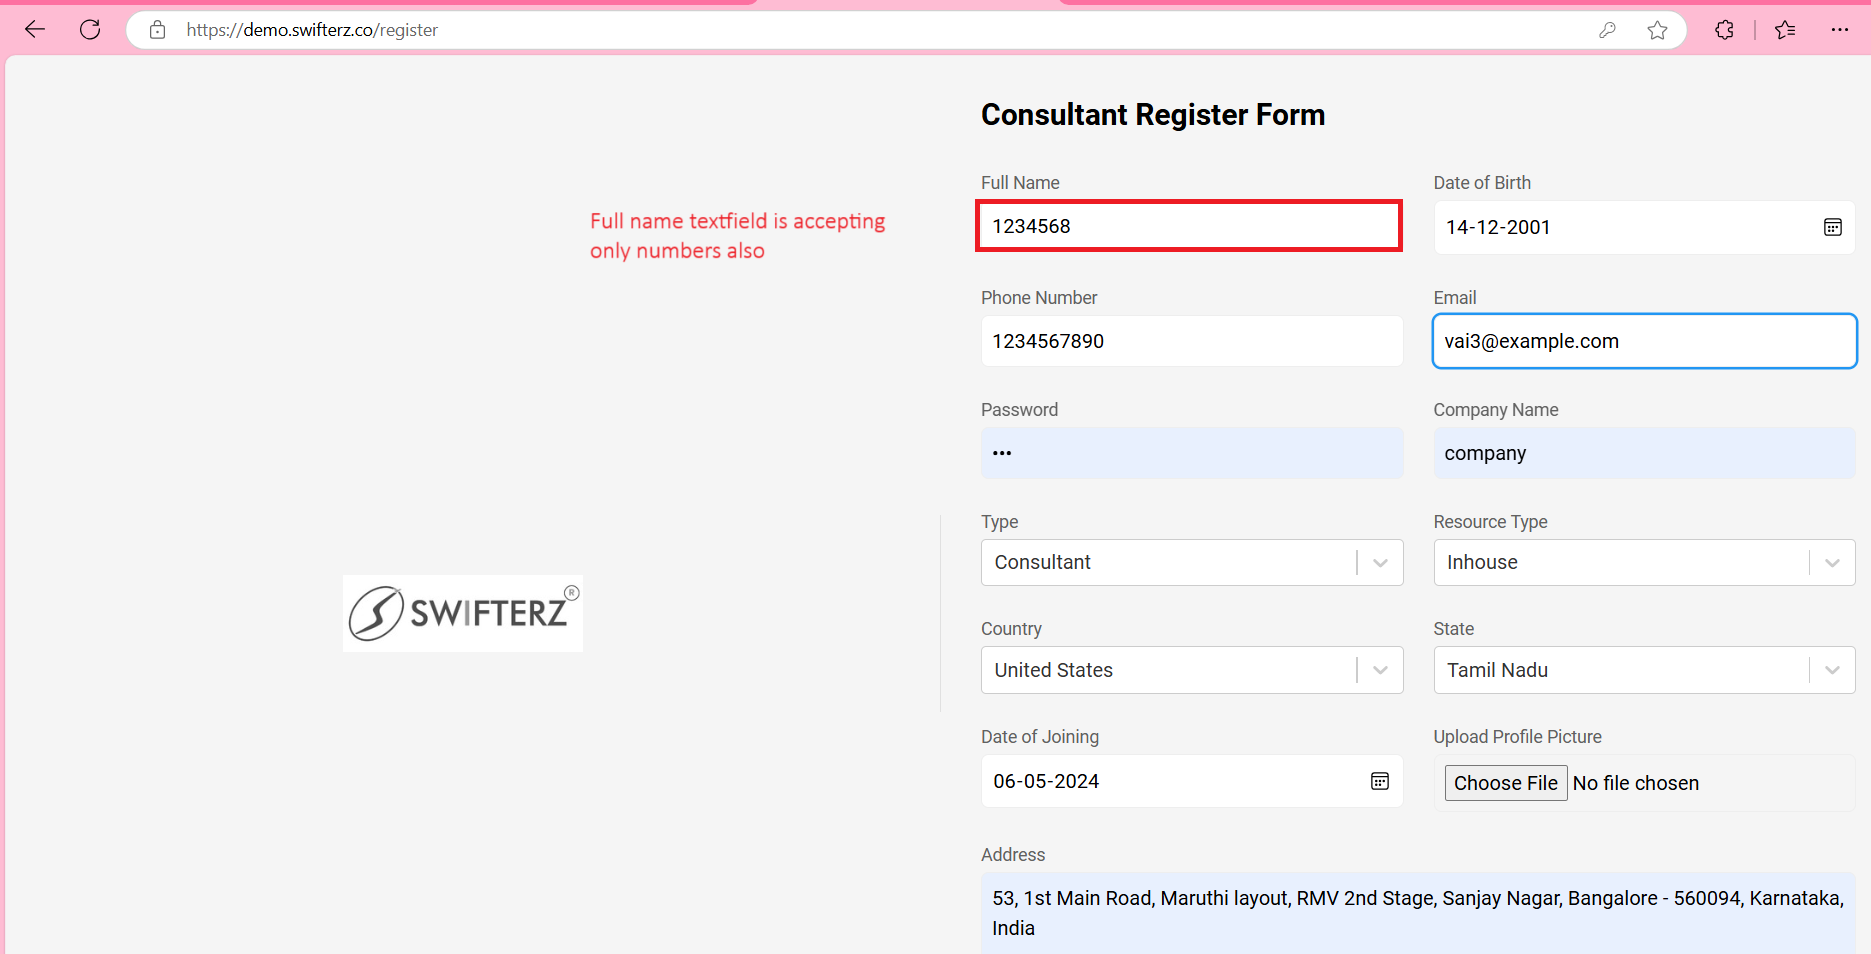 https://demo.swifterz.co/register
Consultant Register Form
Full Name
Date of Birth
1234568
14-12-2001
Full name textfield is accepting
only numbers also
Phone Number
Email
1234567890
vai3@example.com
Password
Company Name
•••
company
Type
Resource Type
Consultant
Inhouse
SWIFTERZ®
Country
State
United States
Tamil Nadu
Date of Joining
Upload Profile Picture
06-05-2024
Choose File No file chosen
Address
53, 1st Main Road, Maruthi layout, RMV 2nd Stage, Sanjay Nagar, Bangalore - 560094, Karnataka,
India